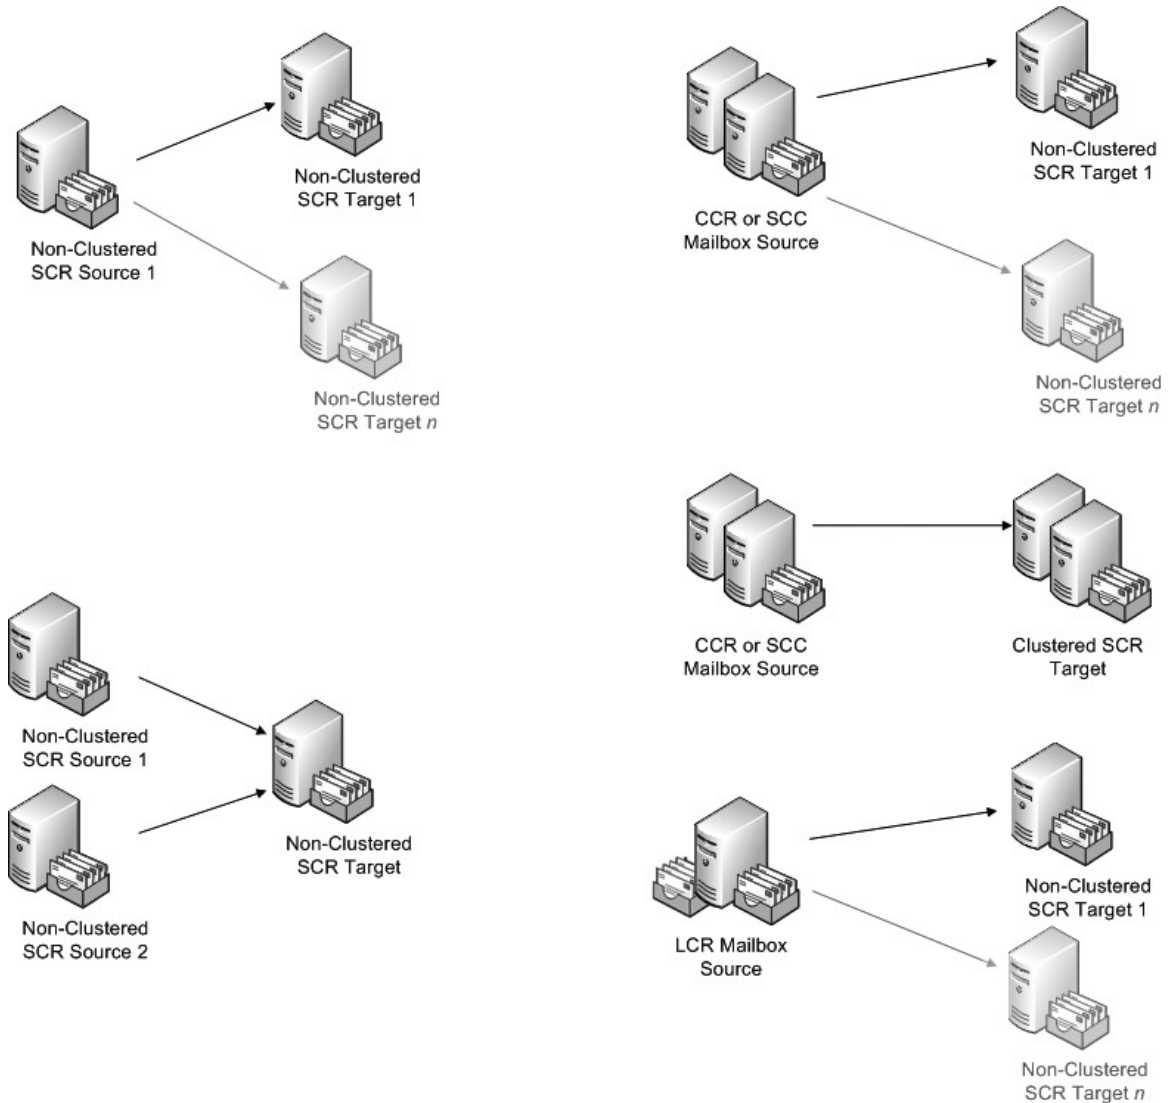 Non-Clustered
SCR Target 1
Non-Clustered
SCR Source 1
Non-Clustered
SCR Target n
Non-Clustered
SCR Target 1
CCR or SCC
Mailbox Source
Non-Clustered
SCR Target n
CCR or SCC
Mailbox Source
Clustered SCR
Target
Non-Clustered
SCR Source 1
Non-Clustered
SCR Target
Non-Clustered
SCR Source 2
Non-Clustered
SCR Target 1
LCR Mailbox
Source
Non-Clustered
SCR Target n